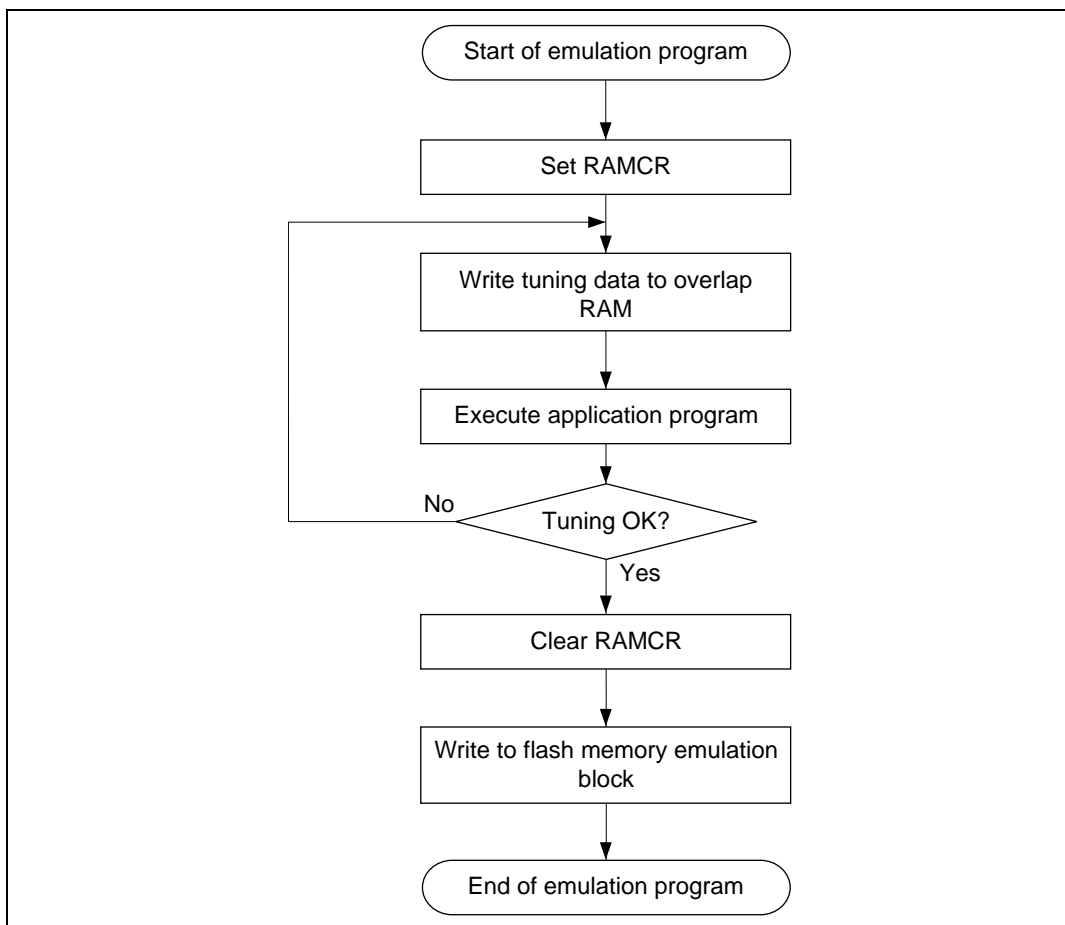 Start of emulation program
Set RAMCR
Write tuning data to overlap
RAM
Execute application program
No
Tuning OK?
Yes
Clear RAMCR
Write to flash memory emulation
block
End of emulation program